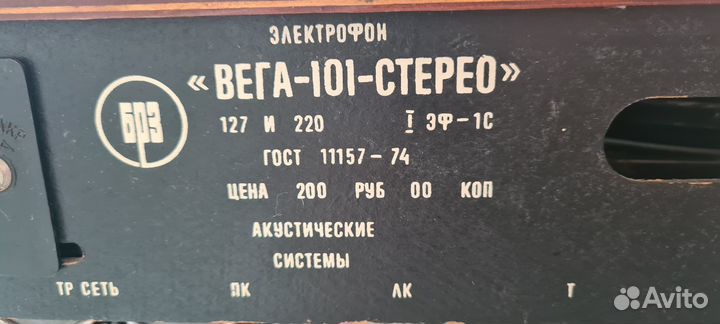 ЭЛЕКТРОФОН
«ВЕГА-101-СТЕРЕО»
БРЗ
127 И 220 I ЭФ-1С
ГОСТ 11157-74
ЦЕНА 200 РУБ 00 КОП
АКУСТИЧЕСКИЕ
СИСТЕМЫ
ТР СЕТЬ ПК ЛК Т
Avito